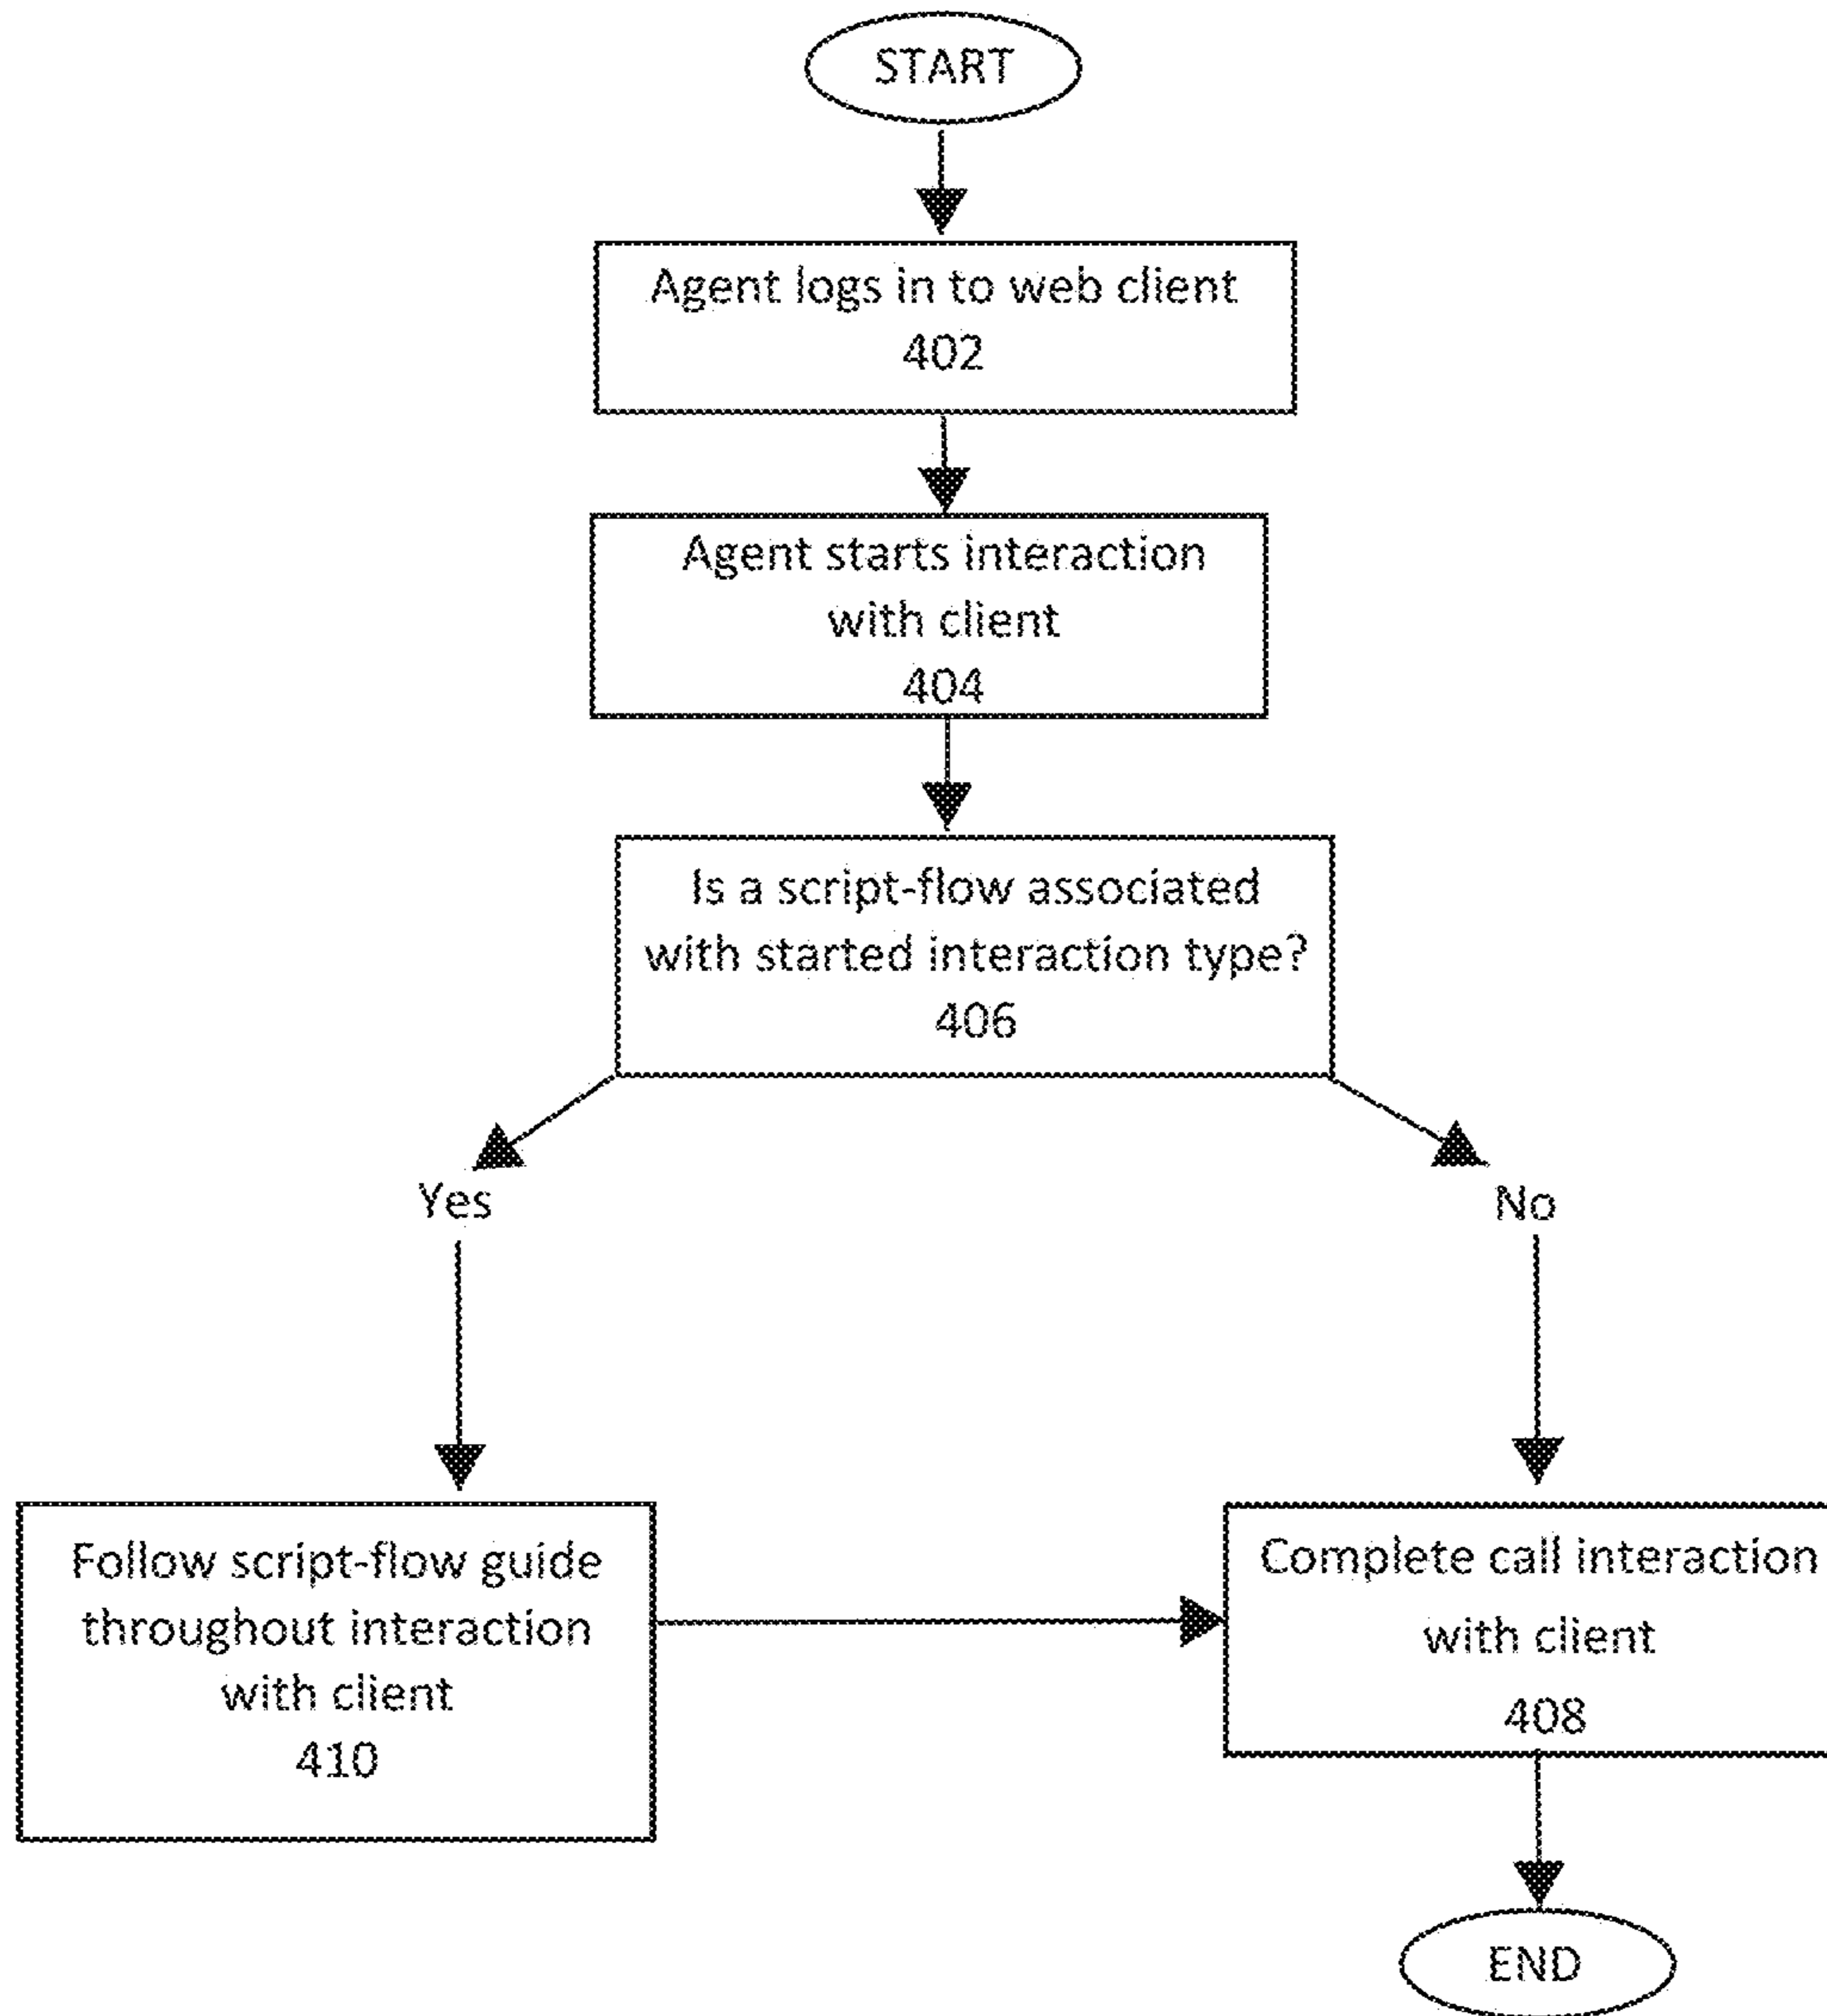 START
Agent logs in to web client
402
Agent starts interaction
with client
404
Is a script-flow associated
with started interaction type?
406
Yes
No
Follow script-flow guide
throughout interaction
with client
410
Complete call interaction
with client
408
END